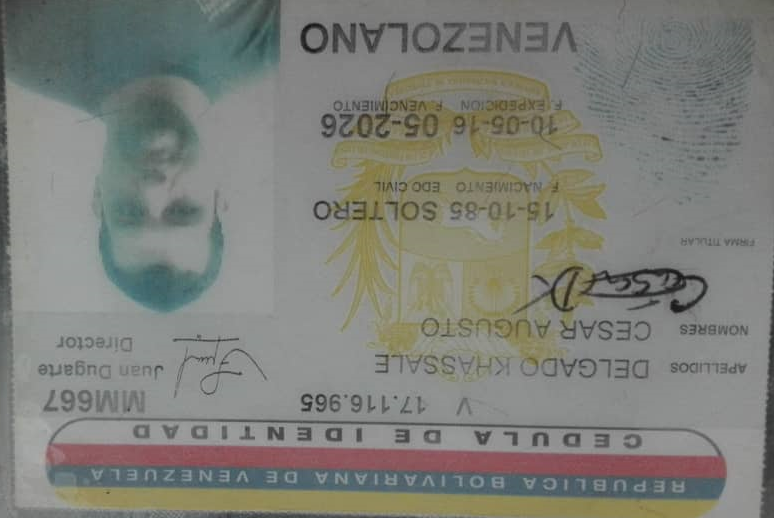 REPUBLICA BOLIVARIANA DE VENEZUELA
CEDULA DE IDENTIDAD
V 17.116.965
MM667
APELLIDOS DELGADO KHASSALE
Juan Dugarte
Director
NOMBRES CESAR AUGUSTO
FIRMA TITULAR
15-10-85 SOLTERO
F. NACIMIENTO EDO CIVIL
10-05-16 05-2026
F. EXPEDICION F. VENCIMIENTO
VENEZOLANO